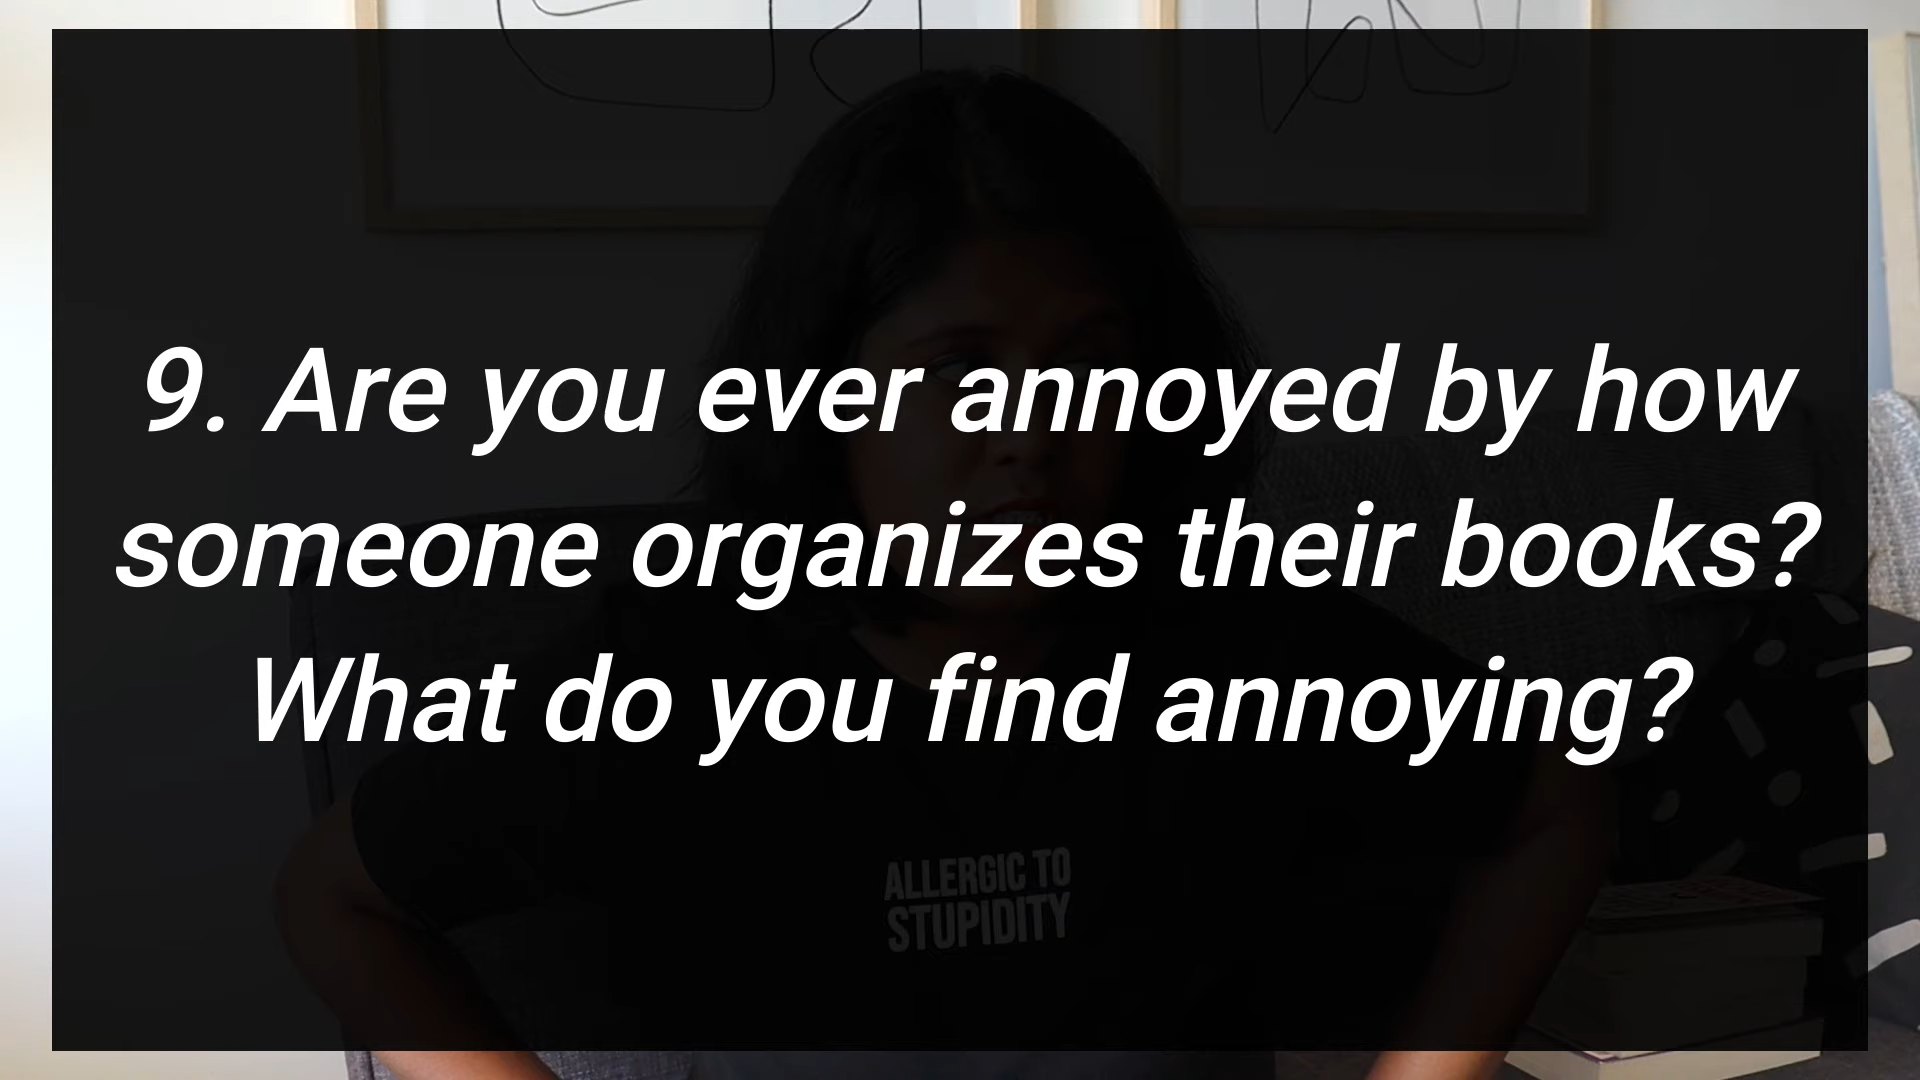 9. Are you ever annoyed by how
someone organizes their books?
What do you find annoying?
ALLERGIC TO
STUPIDITY